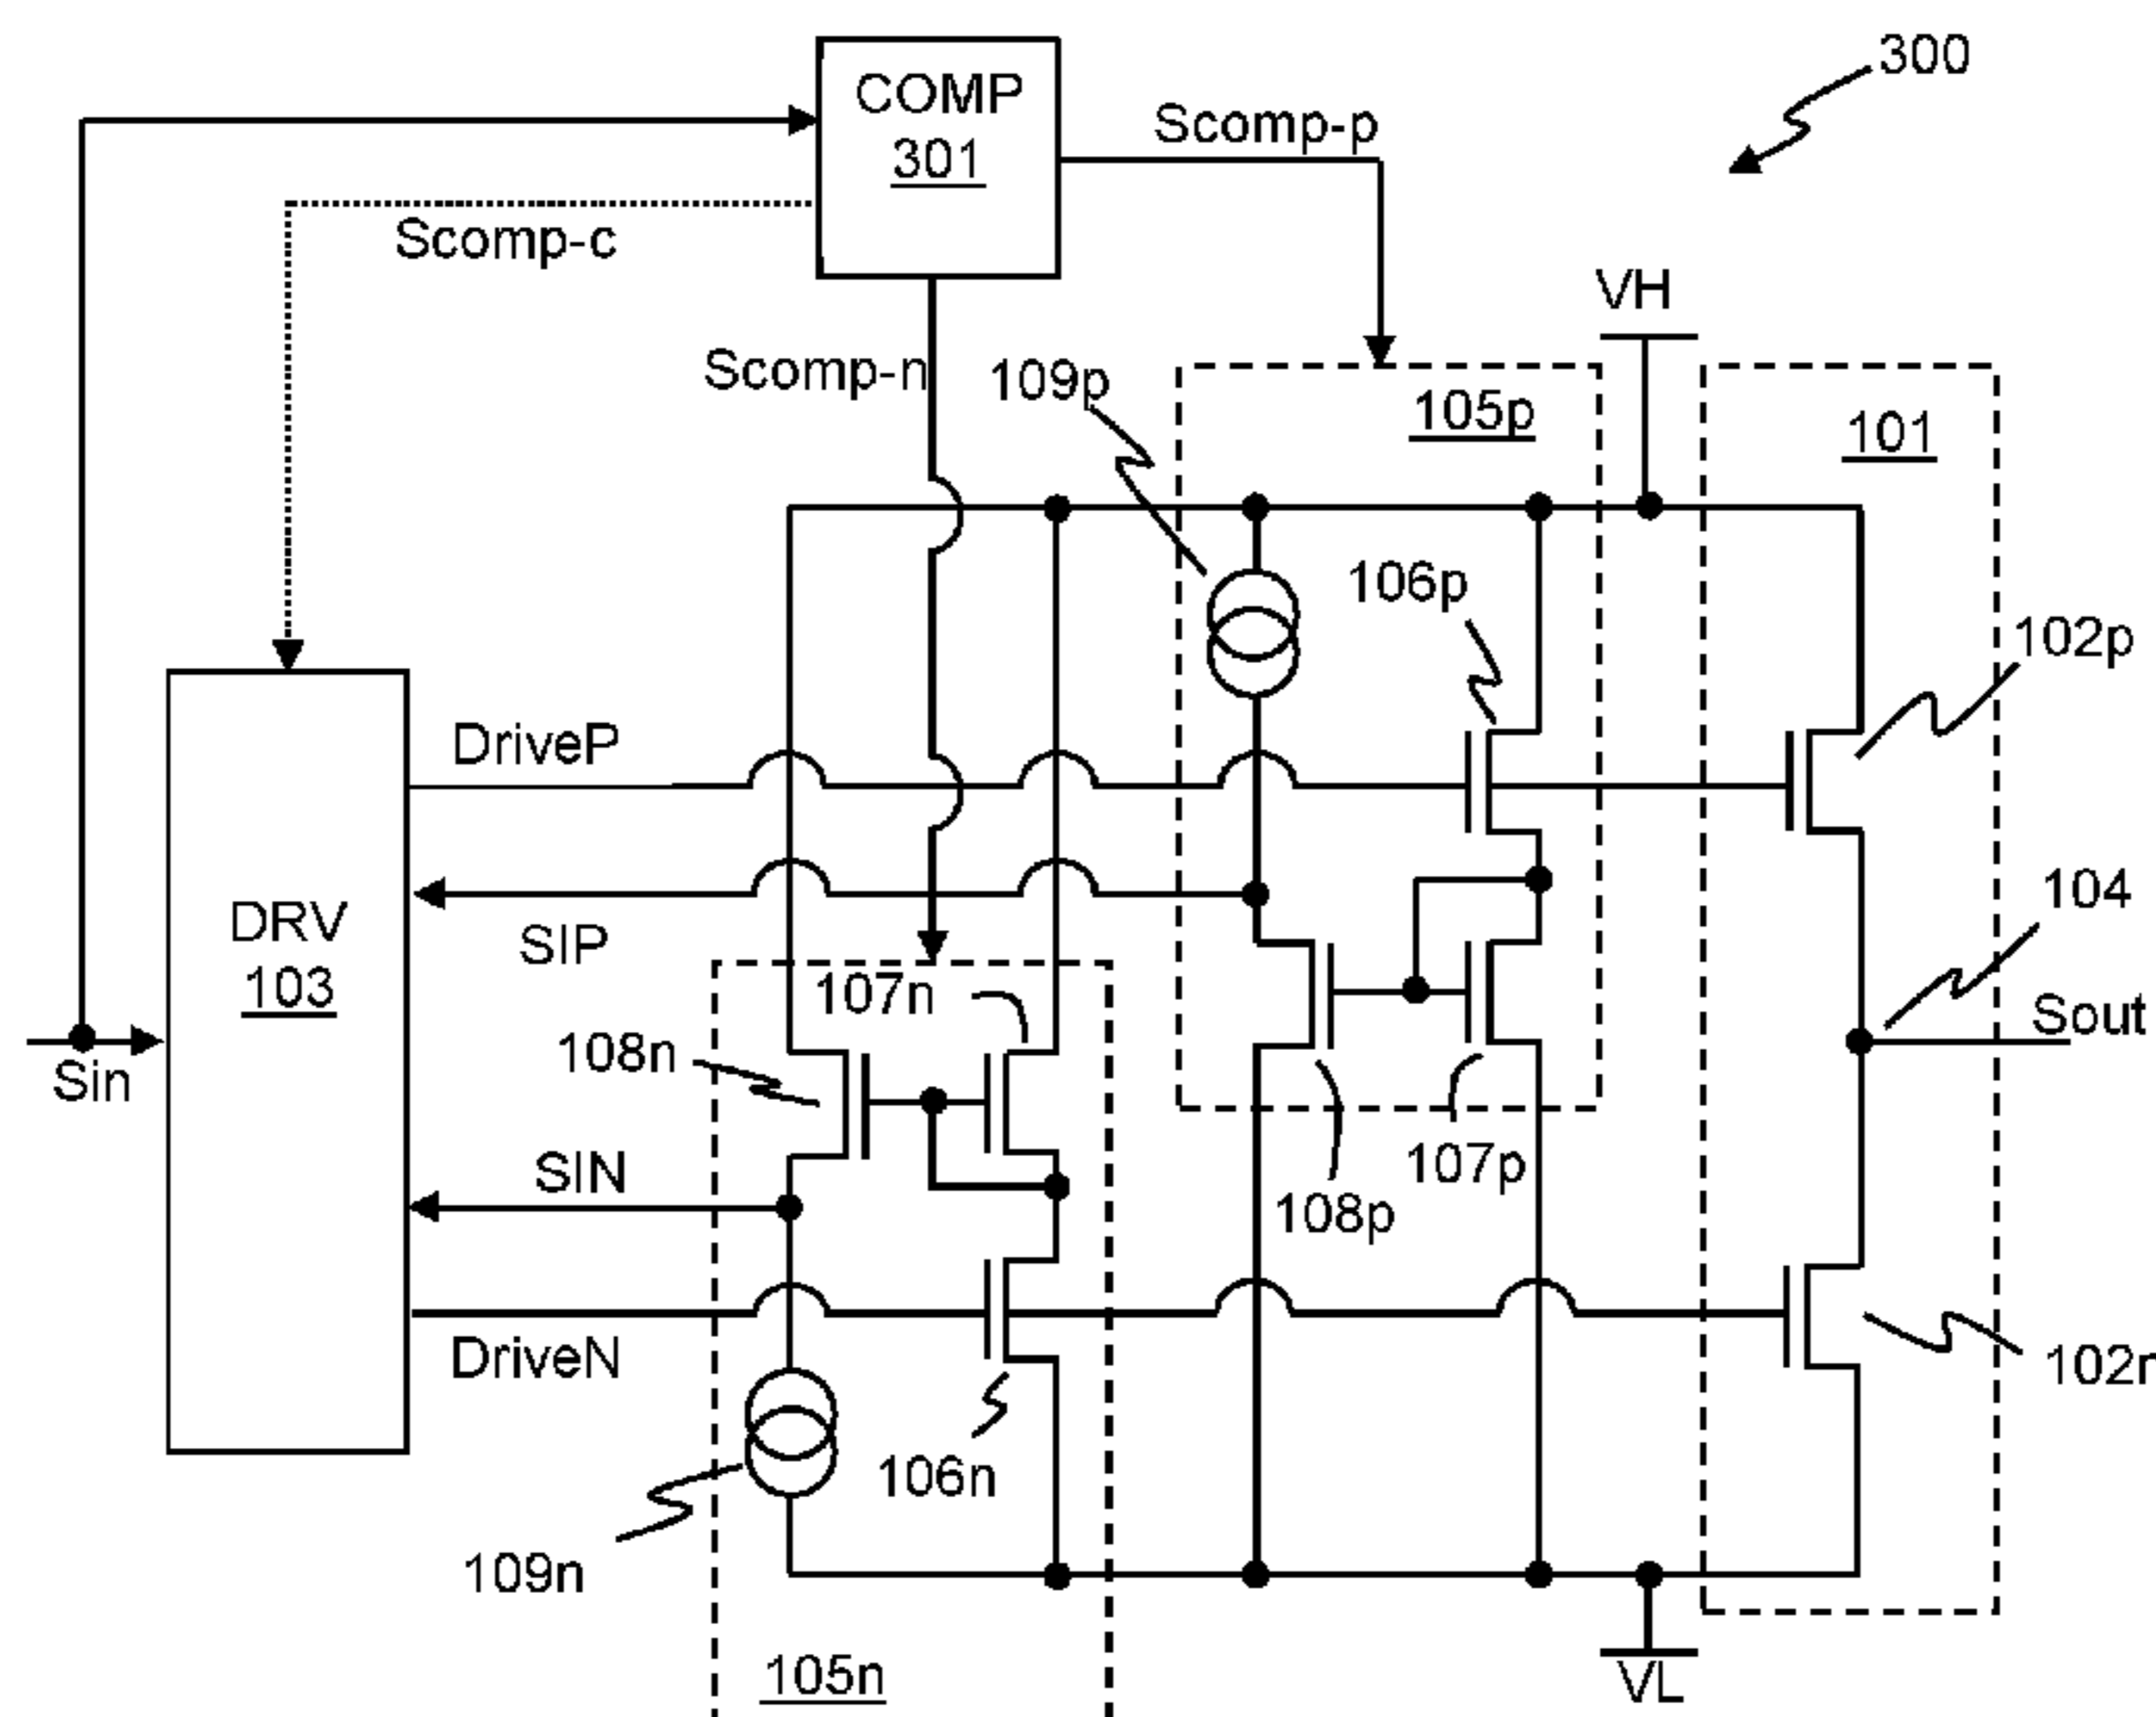 300
COMP
301
Scomp-p
Scomp-c
VH
Scomp-n
109p
105p
101
106p
102p
DriveP
104
DRV
103
SIP
107n
Sout
108n
Sin
SIN
107p
108p
DriveN
106n
109n
105n
VL